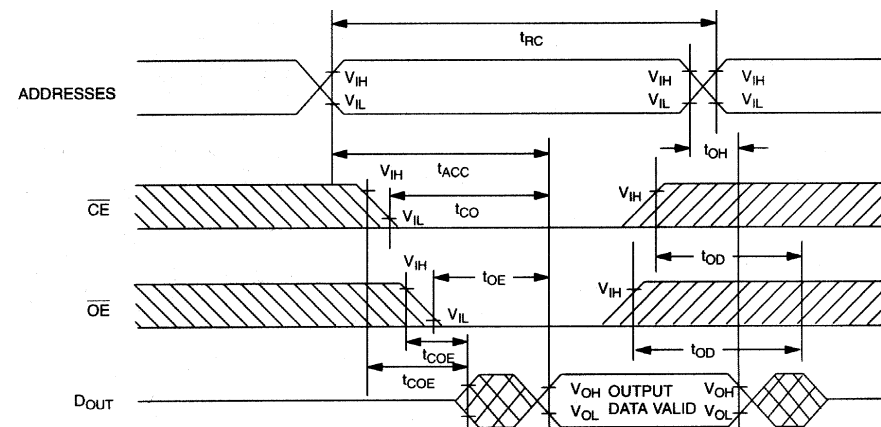 tRC
ADDRESSES
VIH VIH VIH
VIL VIL VIL
tOH
tACC
VIH
VIH
CE
tCO
VIL
tOD
VIH
tOE
VIH
OE
VIL
tCOE
tOD
tCOE
DOUT
VOH OUTPUT VOH
VOL DATA VALID VOL